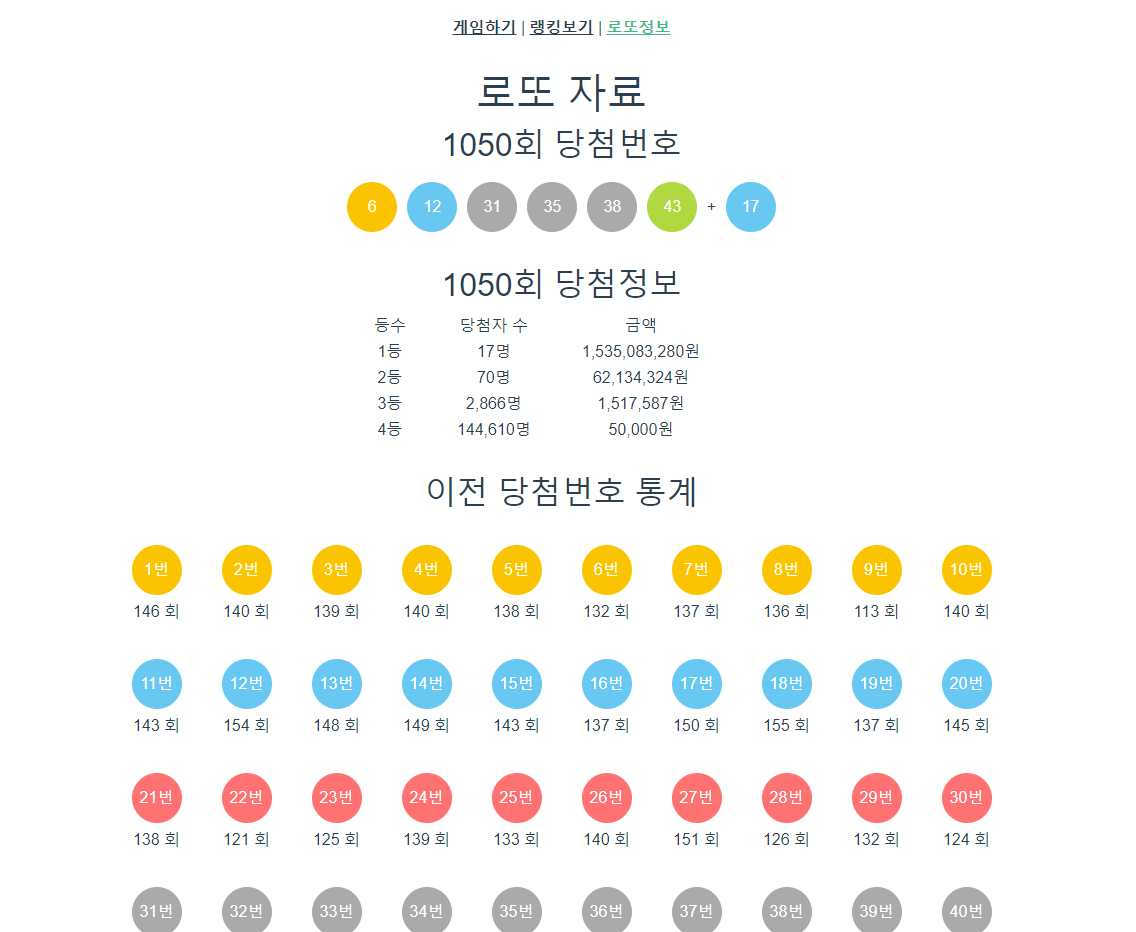 게임하기 | 랭킹보기 | 로또정보
로또 자료
1050회 당첨번호
6 12 31 35 38 43 + 17
1050회 당첨정보
등수 당첨자 수 금액
1등 17명 1,535,083,280원
2등 70명 62,134,324원
3등 2,866명 1,517,587원
4등 144,610명 50,000원
이전 당첨번호 통계
1번 2번 3번 4번 5번 6번 7번 8번 9번 10번
146 회 140 회 139 회 140 회 138 회 132 회 137 회 136 회 113 회 140 회
11번 12번 13번 14번 15번 16번 17번 18번 19번 20번
143 회 154 회 148 회 149 회 143 회 137 회 150 회 155 회 137 회 145 회
21번 22번 23번 24번 25번 26번 27번 28번 29번 30번
138 회 121 회 125 회 139 회 133 회 140 회 151 회 126 회 132 회 124 회
31번 32번 33번 34번 35번 36번 37번 38번 39번 40번